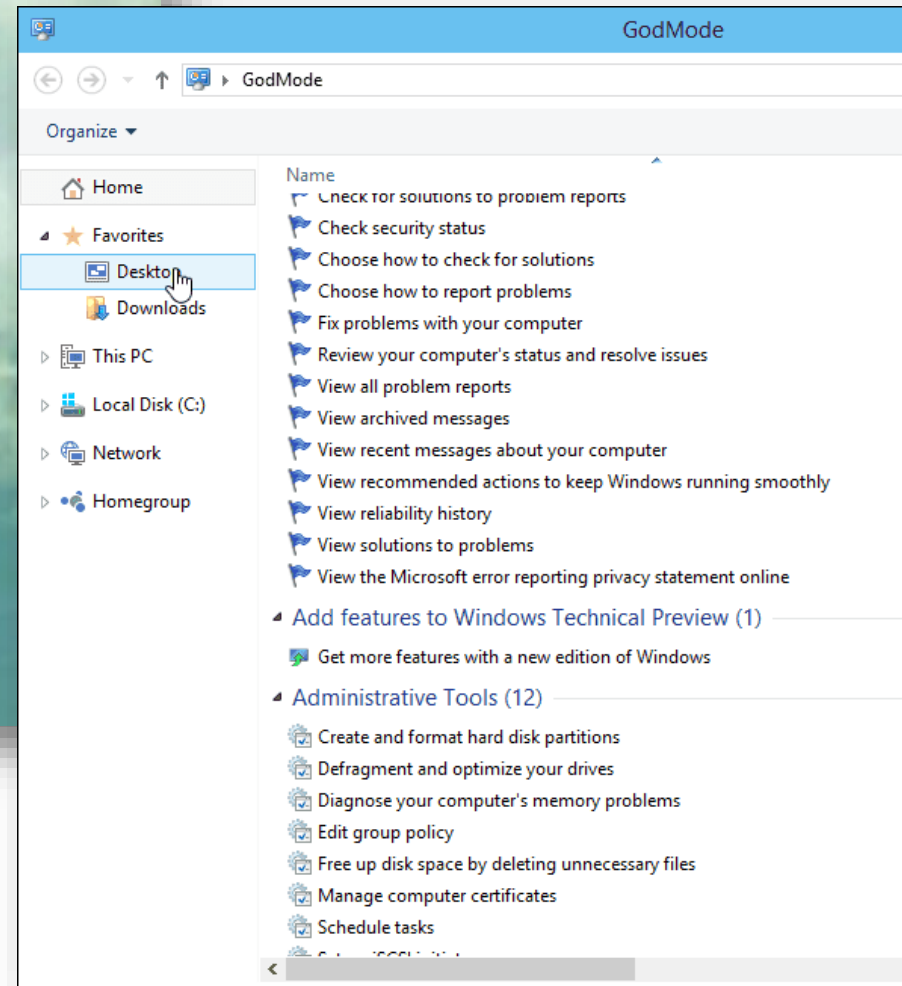 GodMode
GodMode
Organize
Home
Favorites
Desktop
Downloads
This PC
Local Disk (C:)
Network
Homegroup
Name
Check for solutions to problem reports
Check security status
Choose how to check for solutions
Choose how to report problems
Fix problems with your computer
Review your computer's status and resolve issues
View all problem reports
View archived messages
View recent messages about your computer
View recommended actions to keep Windows running smoothly
View reliability history
View solutions to problems
View the Microsoft error reporting privacy statement online
Add features to Windows Technical Preview (1)
Get more features with a new edition of Windows
Administrative Tools (12)
Create and format hard disk partitions
Defragment and optimize your drives
Diagnose your computer's memory problems
Edit group policy
Free up disk space by deleting unnecessary files
Manage computer certificates
Schedule tasks